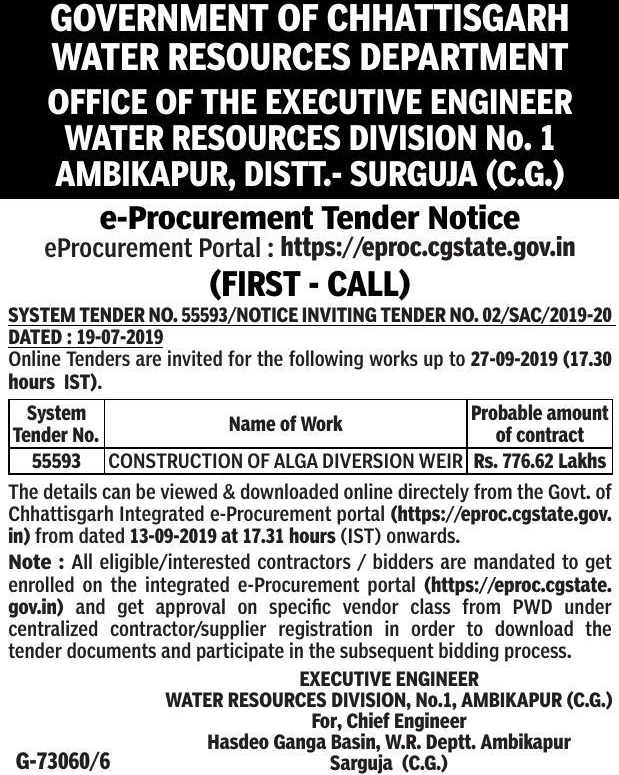 GOVERNMENT OF CHHATTISGARH
WATER RESOURCES DEPARTMENT
OFFICE OF THE EXECUTIVE ENGINEER
WATER RESOURCES DIVISION No. 1
AMBIKAPUR, DISTT.- SURGUJA (C.G.)
e-Procurement Tender Notice
eProcurement Portal : https://eproc.cgstate.gov.in
(FIRST - CALL)
SYSTEM TENDER NO. 55593/NOTICE INVITING TENDER NO. 02/SAC/2019-20
DATED : 19-07-2019
Online Tenders are invited for the following works up to 27-09-2019 (17.30
hours IST).
System Tender No. Name of Work Probable amount of contract
55593 CONSTRUCTION OF ALGA DIVERSION WEIR Rs. 776.62 Lakhs
The details can be viewed & downloaded online directely from the Govt. of
Chhattisgarh Integrated e-Procurement portal (https://eproc.cgstate.gov.
in) from dated 13-09-2019 at 17.31 hours (IST) onwards.
Note : All eligible/interested contractors / bidders are mandated to get
enrolled on the integrated e-Procurement portal (https://eproc.cgstate.
gov.in) and get approval on specific vendor class from PWD under
centralized contractor/supplier registration in order to download the
tender documents and participate in the subsequent bidding process.
EXECUTIVE ENGINEER
WATER RESOURCES DIVISION, No.1, AMBIKAPUR (C.G.)
For, Chief Engineer
Hasdeo Ganga Basin, W.R. Deptt. Ambikapur
G-73060/6 Sarguja (C.G.)